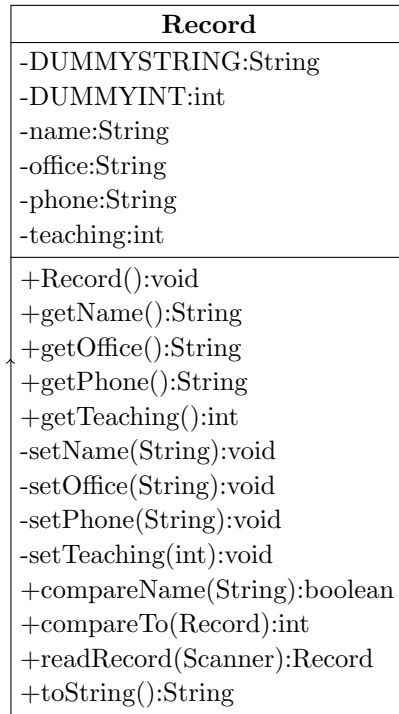 Record
-DUMMYSTRING:String
-DUMMYINT:int
-name:String
-office:String
-phone:String
-teaching:int
+Record():void
+getName():String
+getOffice():String
+getPhone():String
+getTeaching():int
-setName(String):void
-setOffice(String):void
-setPhone(String):void
-setTeaching(int):void
+compareName(String):boolean
+compareTo(Record):int
+readRecord(Scanner):Record
+toString():String